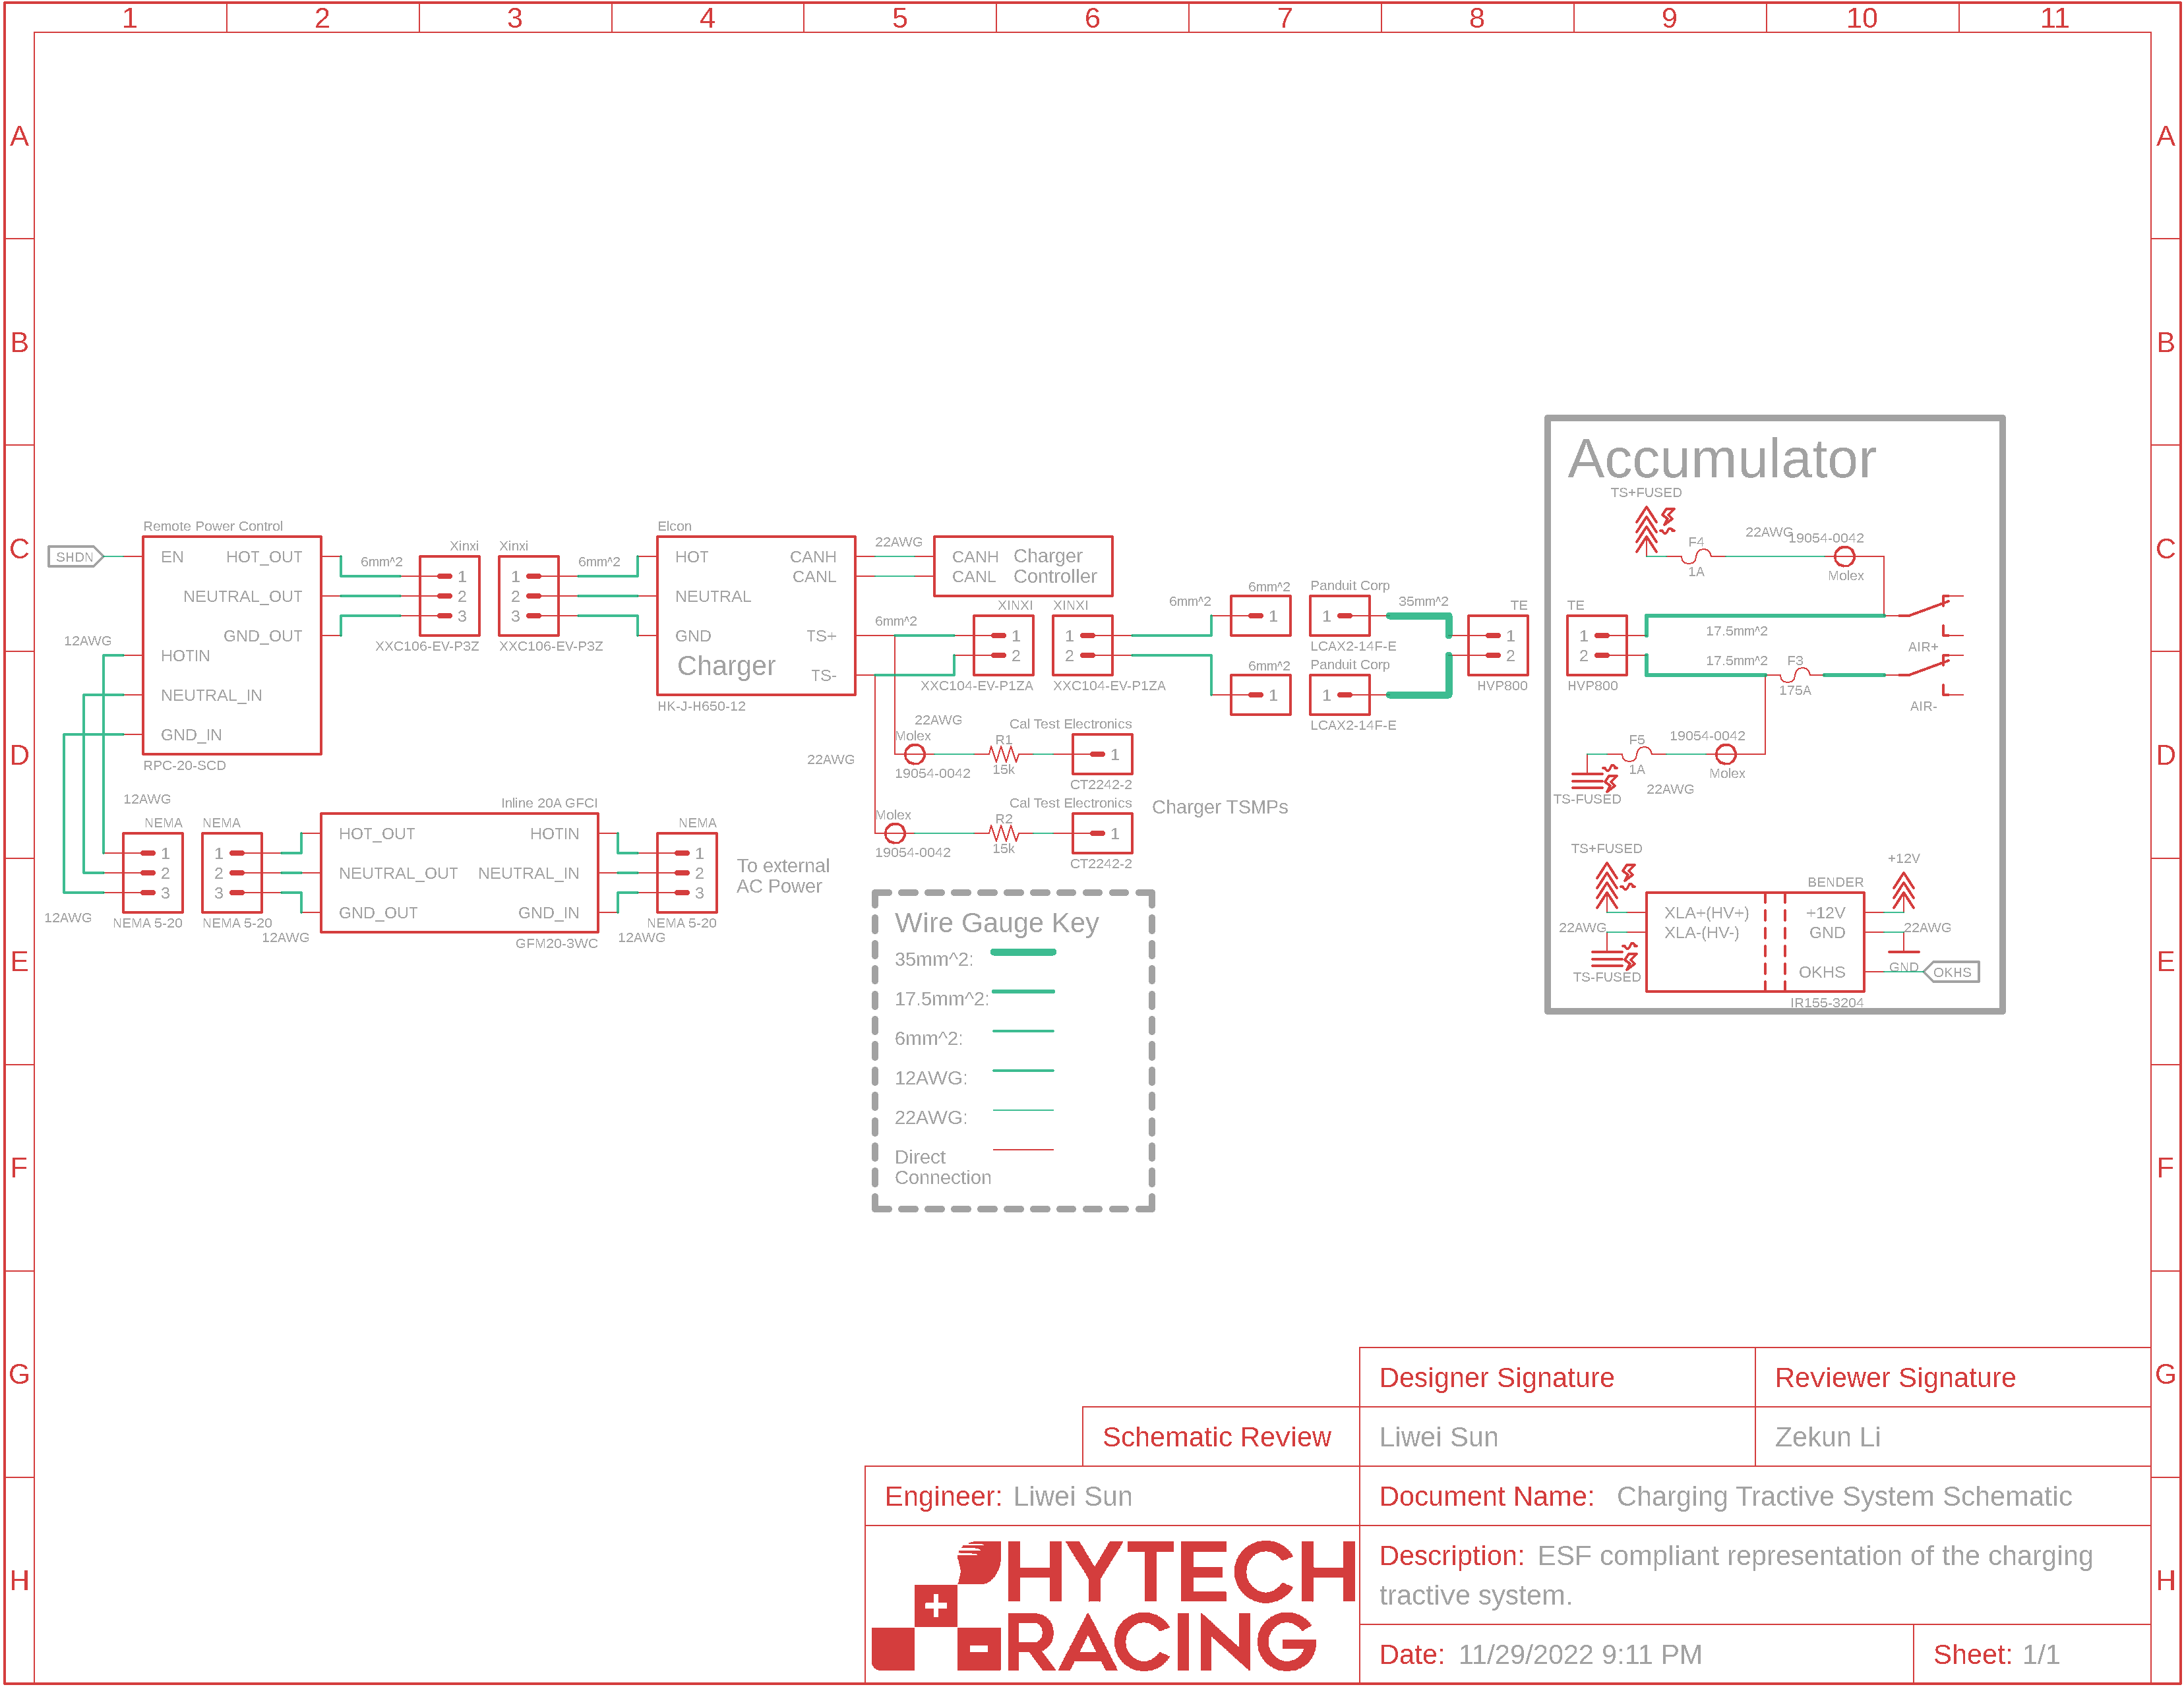 1 2 3 4 5 6 7 8 9 10 11
A A
B B
C C
D D
E E
F F
G G
H H
Remote Power Control
SHDN
EN
HOT_OUT
NEUTRAL_OUT
GND_OUT
HOTIN
NEUTRAL_IN
GND_IN
RPC-20-SCD
12AWG
6mm^2
Xinxi
1
2
3
XXC106-EV-P3Z
Xinxi
1
2
3
XXC106-EV-P3Z
6mm^2
Elcon
HOT
NEUTRAL
GND
CANH
CANL
TS+
TS-
Charger
HK-J-H650-12
22AWG
CANH
CANL
Charger
Controller
6mm^2
XINXI
1
2
XXC104-EV-P1ZA
XINXI
1
2
XXC104-EV-P1ZA
6mm^2
6mm^2
1
6mm^2
1
Panduit Corp
1
LCAX2-14F-E
Panduit Corp
1
LCAX2-14F-E
35mm^2
TE
1
2
HVP800
22AWG
Molex
19054-0042
R1
15k
Cal Test Electronics
1
CT2242-2
22AWG
Molex
19054-0042
R2
15k
Cal Test Electronics
1
CT2242-2
Charger TSMPs
12AWG
NEMA
1
2
3
NEMA 5-20
12AWG
NEMA
1
2
3
NEMA 5-20
12AWG
Inline 20A GFCI
HOT_OUT
NEUTRAL_OUT
GND_OUT
HOTIN
NEUTRAL_IN
GND_IN
GFM20-3WC
12AWG
NEMA
1
2
3
NEMA 5-20
To external
AC Power
Wire Gauge Key
35mm^2:
17.5mm^2:
6mm^2:
12AWG:
22AWG:
Direct
Connection
Accumulator
TS+FUSED
F4
1A
22AWG
19054-0042
Molex
TE
1
2
HVP800
17.5mm^2
17.5mm^2
F3
175A
AIR+
AIR-
F5
1A
19054-0042
Molex
22AWG
TS-FUSED
TS+FUSED
22AWG
TS-FUSED
BENDER
XLA+(HV+)
XLA-(HV-)
+12V
GND
OKHS
IR155-3204
+12V
22AWG
GND
OKHS
Designer Signature
Reviewer Signature
Schematic Review
Liwei Sun
Zekun Li
Engineer: Liwei Sun
Document Name: Charging Tractive System Schematic
HYTECH
RACING
Description: ESF compliant representation of the charging
tractive system.
Date: 11/29/2022 9:11 PM
Sheet: 1/1